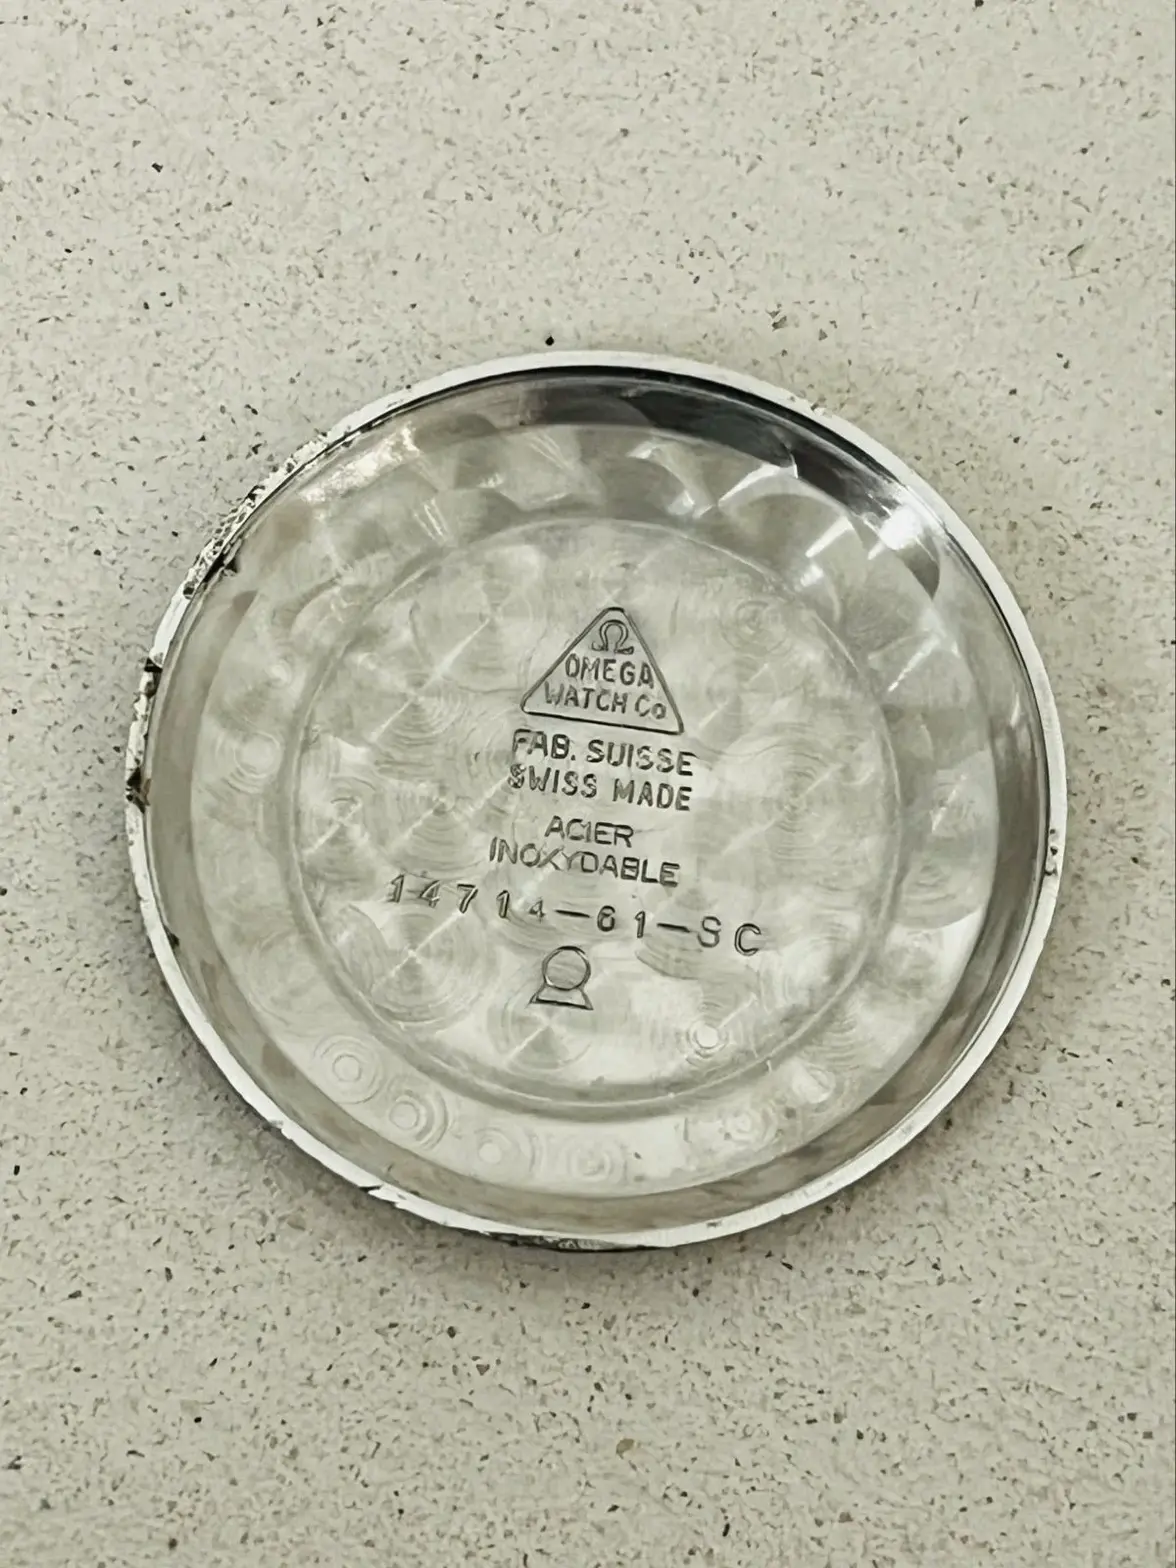 Ω
OMEGA
WATCH Co
FAB. SUISSE
SWISS MADE
ACIER
INOXYDABLE
14714-61-SC